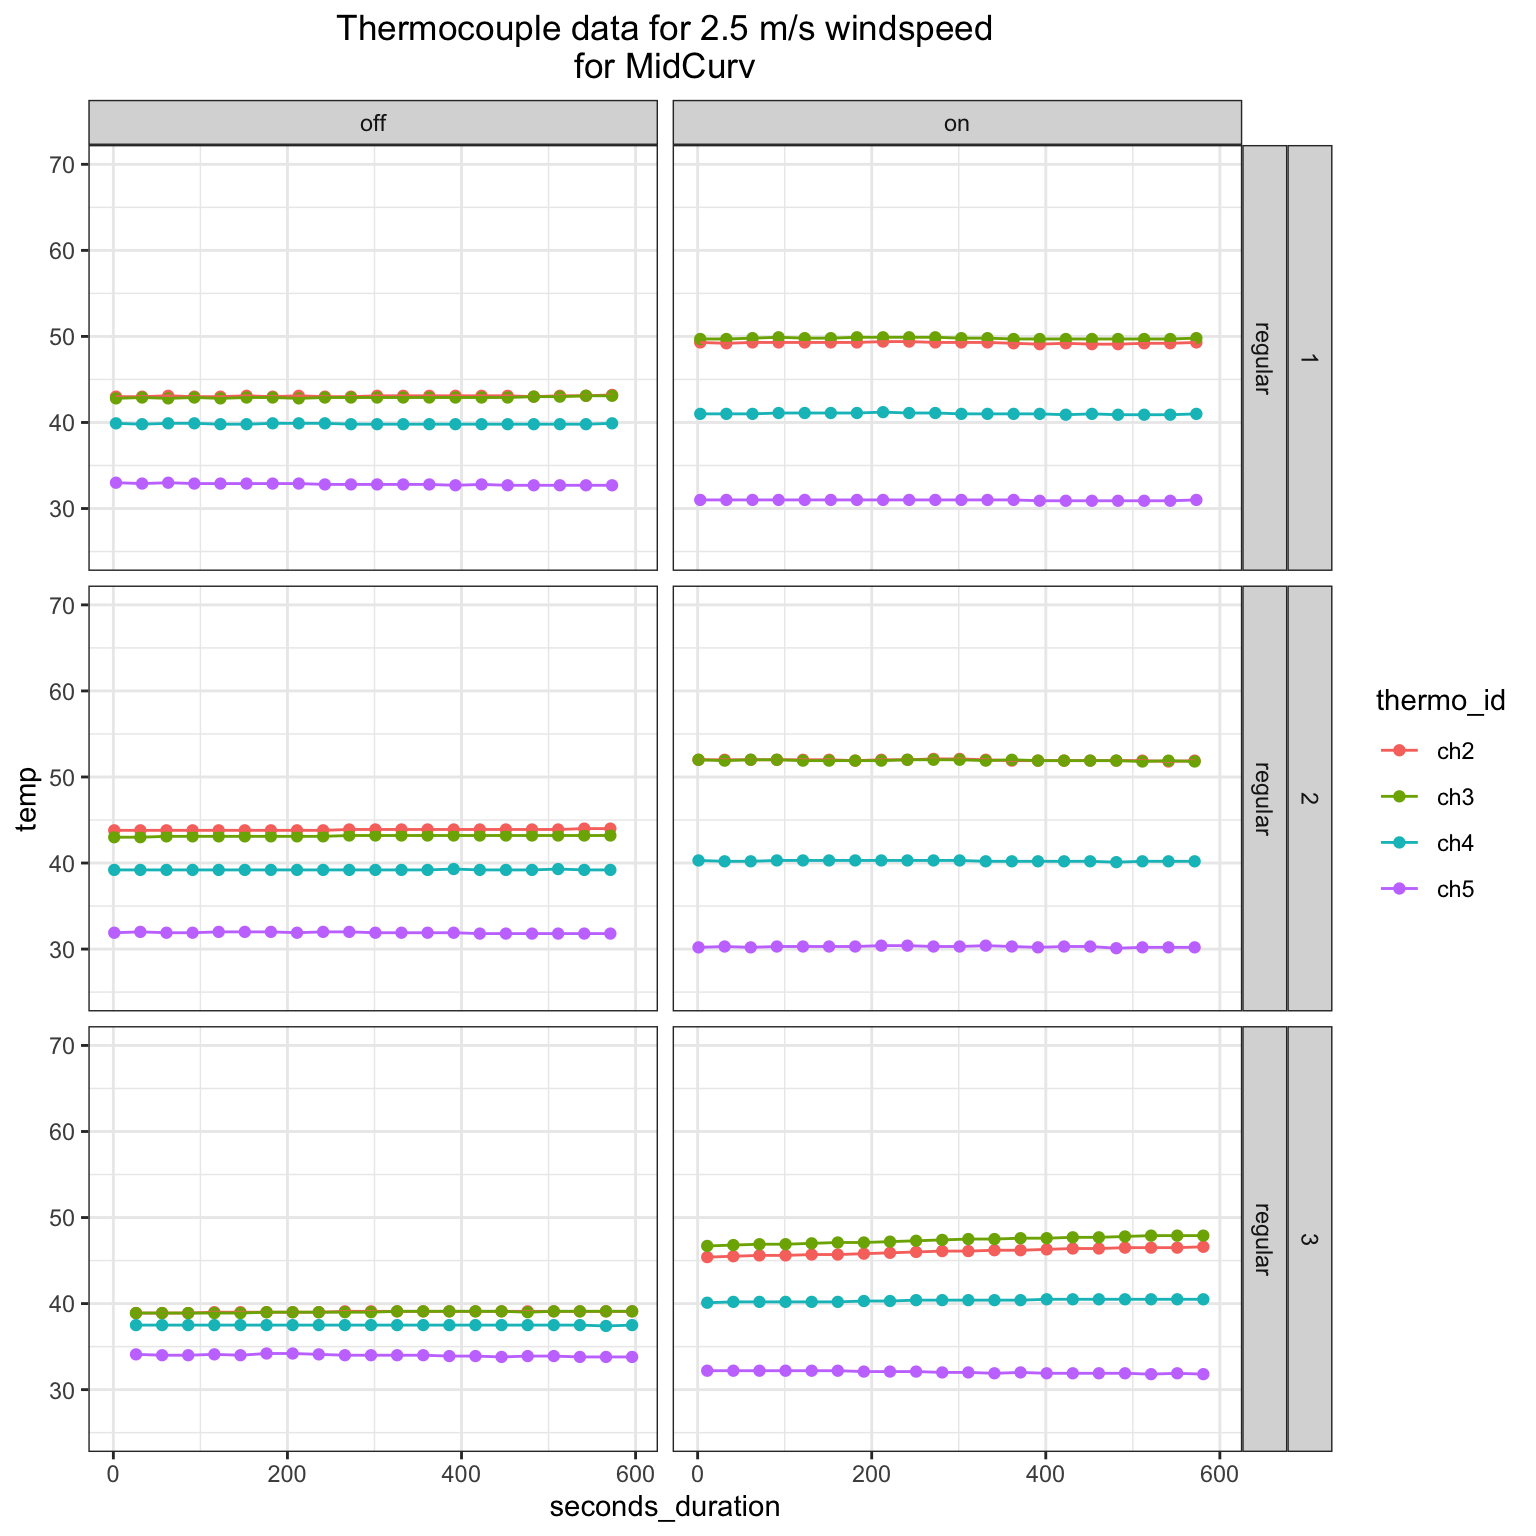 Thermocouple data for 2.5 m/s windspeed
for MidCurv
off
on
70
60
50
40
30
regular
1
70
60
50
40
30
regular
2
temp
70
60
50
40
30
regular
3
0
200
400
600
0
200
400
600
seconds_duration
thermo_id
ch2
ch3
ch4
ch5